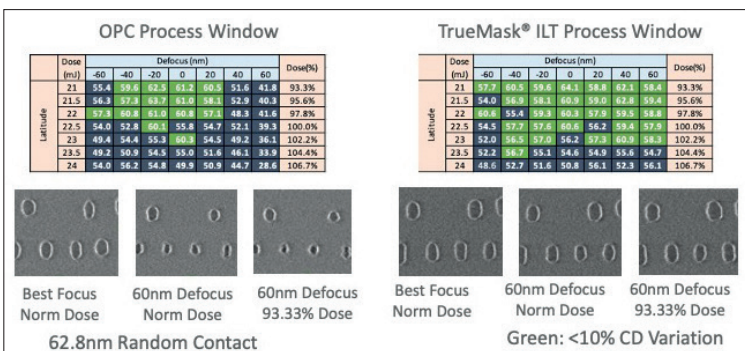 OPC Process Window
Dose (mJ) Defocus (nm) Dose(%)
-60 -40 -20 0 20 40 60
Latitude
21 55.4 59.6 62.5 61.2 60.5 51.6 41.8 93.3%
21.5 56.3 57.3 63.7 61.0 58.1 52.9 40.3 95.6%
22 57.3 60.8 61.0 60.8 57.1 48.3 41.6 97.8%
22.5 54.0 52.8 60.1 55.8 54.7 52.1 39.3 100.0%
23 49.4 54.4 55.3 60.3 54.5 49.2 36.1 102.2%
23.5 49.2 50.9 54.5 55.0 51.6 46.1 33.9 104.4%
24 54.0 56.2 54.8 49.9 50.9 44.7 28.6 106.7%
Best Focus
Norm Dose
60nm Defocus
Norm Dose
60nm Defocus
93.33% Dose
62.8nm Random Contact
TrueMask® ILT Process Window
Dose (mJ) Defocus (nm) Dose(%)
-60 -40 -20 0 20 40 60
Latitude
21 57.7 60.5 59.6 64.1 58.8 62.1 58.4 93.3%
21.5 54.0 56.9 58.1 60.9 59.0 62.8 59.4 95.6%
22 60.6 55.4 59.3 60.3 57.9 59.5 58.8 97.8%
22.5 54.5 57.7 57.6 60.6 56.2 59.4 57.9 100.0%
23 52.0 56.5 57.0 56.2 57.3 60.9 58.3 102.2%
23.5 52.2 56.7 55.1 54.6 54.9 55.6 54.7 104.4%
24 48.6 52.7 51.6 50.8 56.1 52.3 56.1 106.7%
Best Focus
Norm Dose
60nm Defocus
Norm Dose
60nm Defocus
93.33% Dose
Green: <10% CD Variation